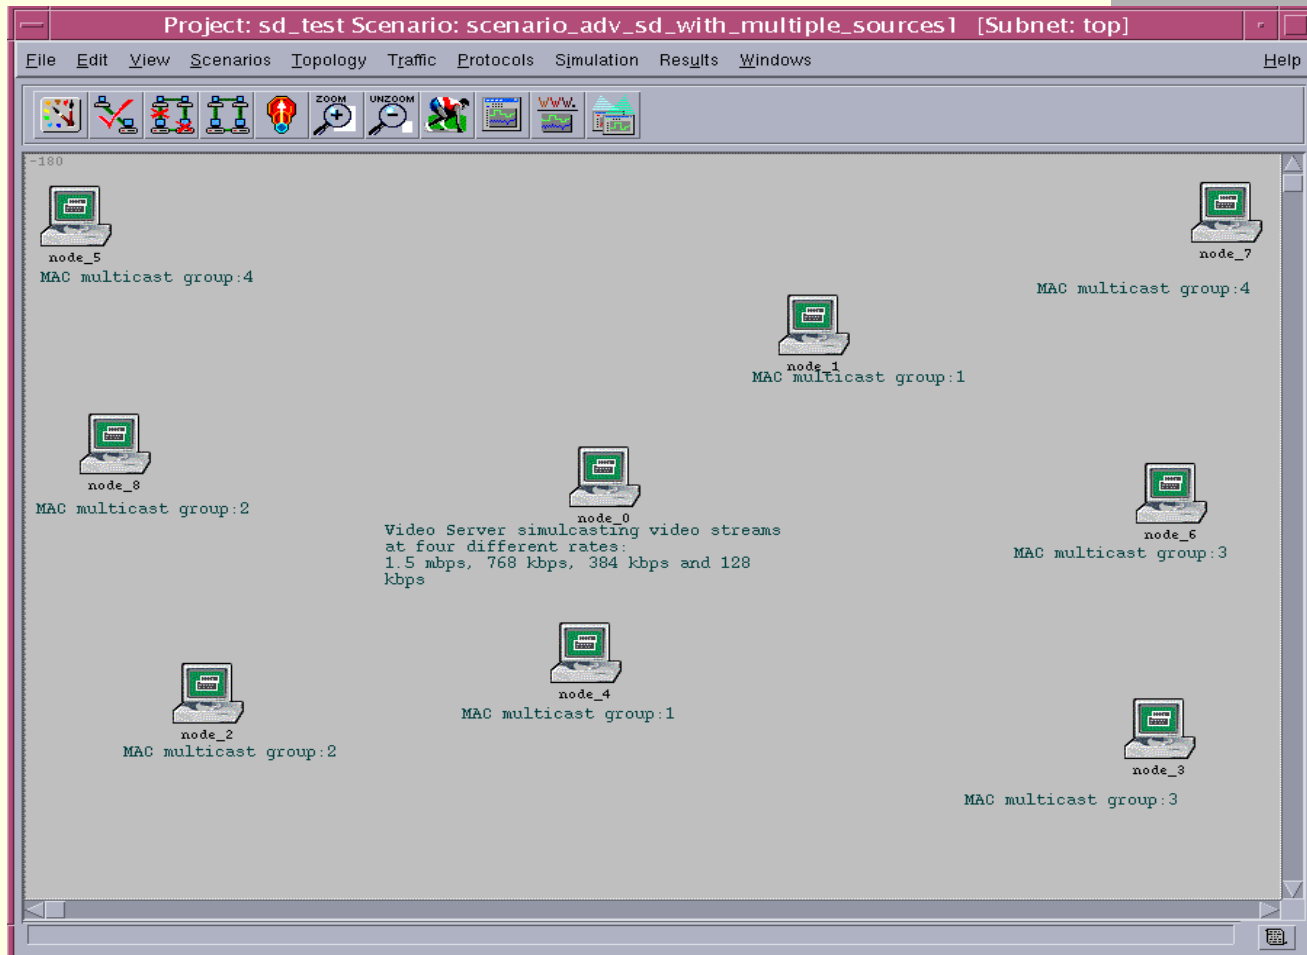 Project: sd_test Scenario: scenario_adv_sd_with_multiple_sources1 [Subnet: top]
File Edit View Scenarios Topology Traffic Protocols Simulation Results Windows Help
ZOOM UNZOOM WWW.
-180
node_5
MAC multicast group:4
node_7
MAC multicast group:4
node_1
MAC multicast group:1
node_8
MAC multicast group:2
node_0
Video Server simulcasting video streams
at four different rates:
1.5 mbps, 768 kbps, 384 kbps and 128
kbps
node_6
MAC multicast group:3
node_4
MAC multicast group:1
node_2
MAC multicast group:2
node_3
MAC multicast group:3